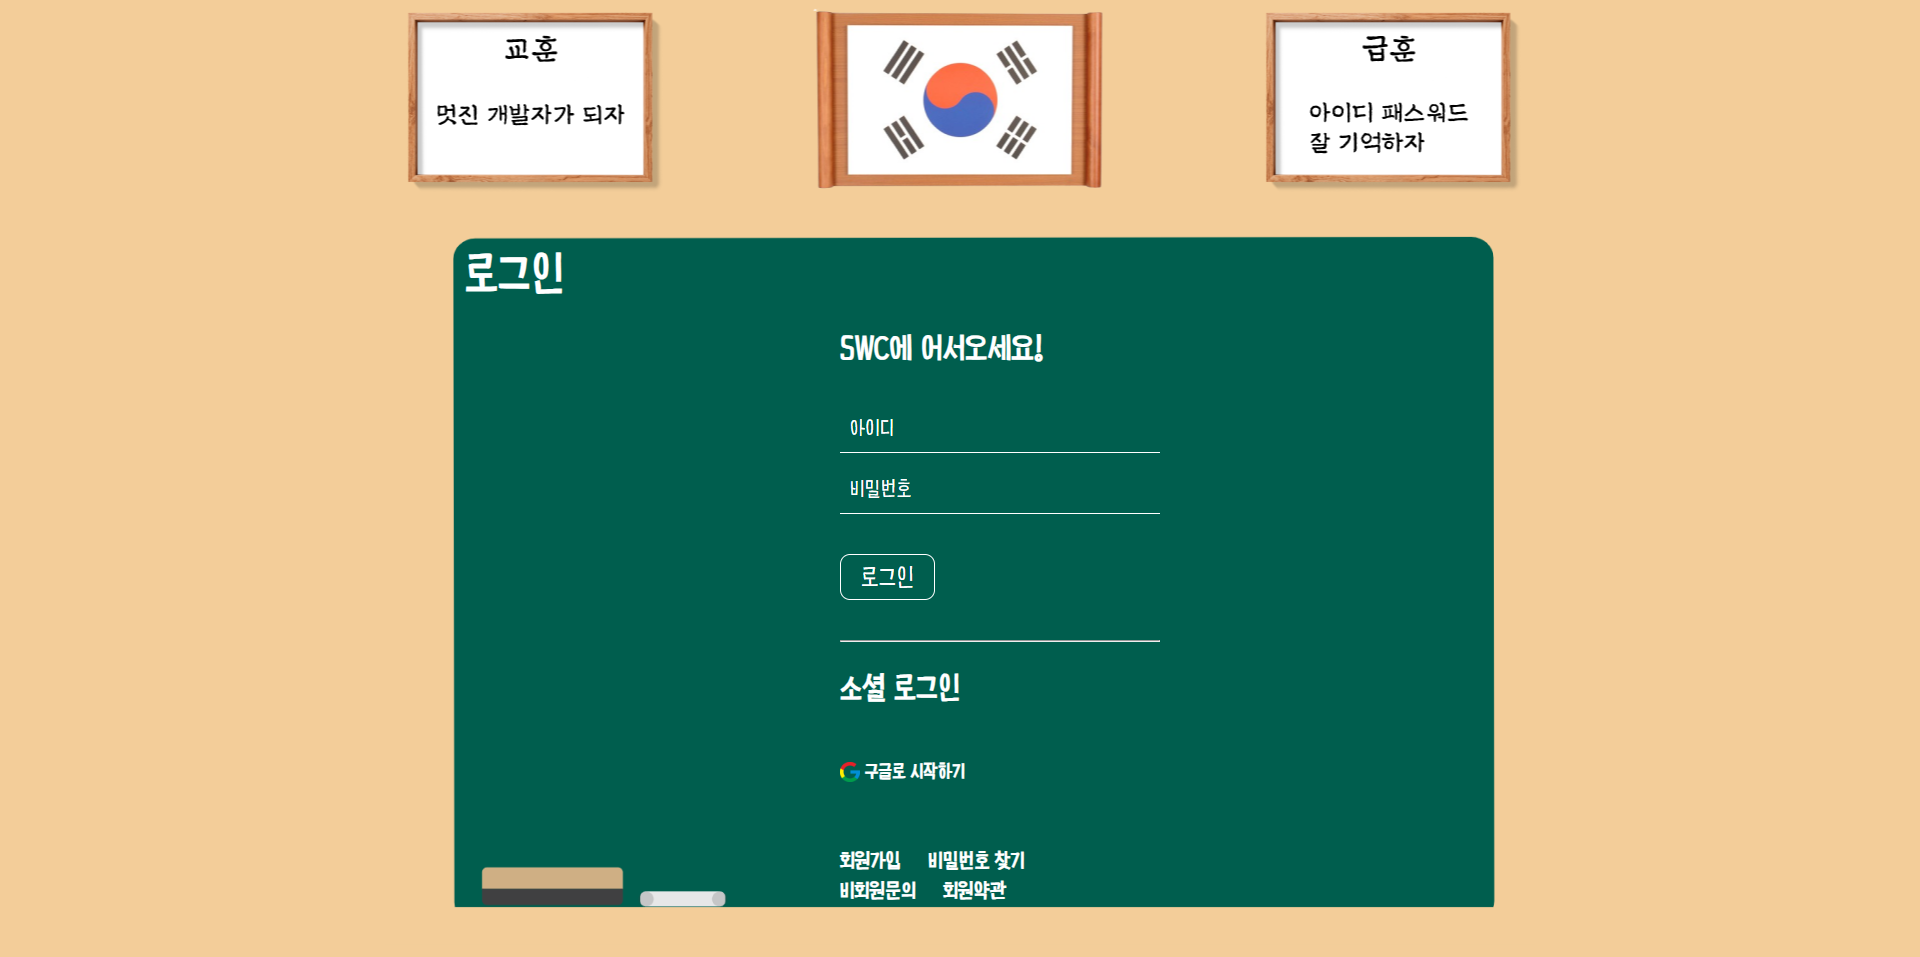 교훈
멋진 개발자가 되자
급훈
아이디 패스워드
잘 기억하자
로그인
SWC에 어서오세요!
아이디
비밀번호
로그인
소셜 로그인
구글로 시작하기
회원가입 비밀번호 찾기
비회원문의 회원약관